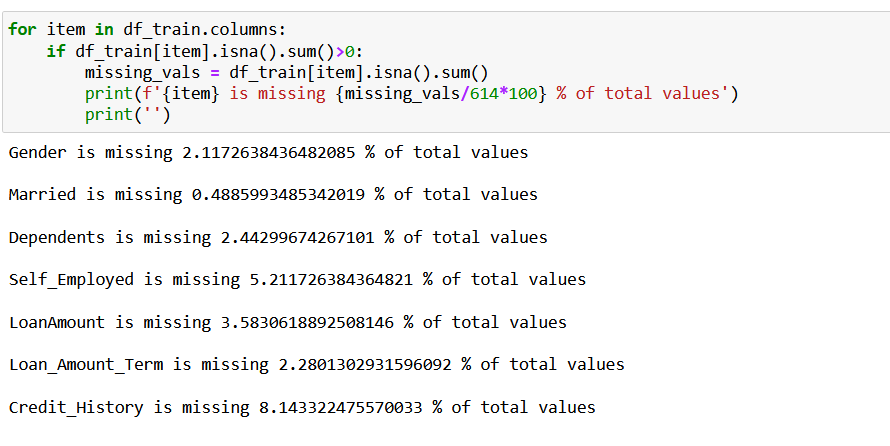 for item in df_train.columns:
    if df_train[item].isna().sum()>0:
        missing_vals = df_train[item].isna().sum()
        print(f'{item} is missing {missing_vals/614*100} % of total values')
        print('')
Gender is missing 2.1172638436482085 % of total values
Married is missing 0.4885993485342019 % of total values
Dependents is missing 2.44299674267101 % of total values
Self_Employed is missing 5.211726384364821 % of total values
LoanAmount is missing 3.5830618892508146 % of total values
Loan_Amount_Term is missing 2.2801302931596092 % of total values
Credit_History is missing 8.143322475570033 % of total values